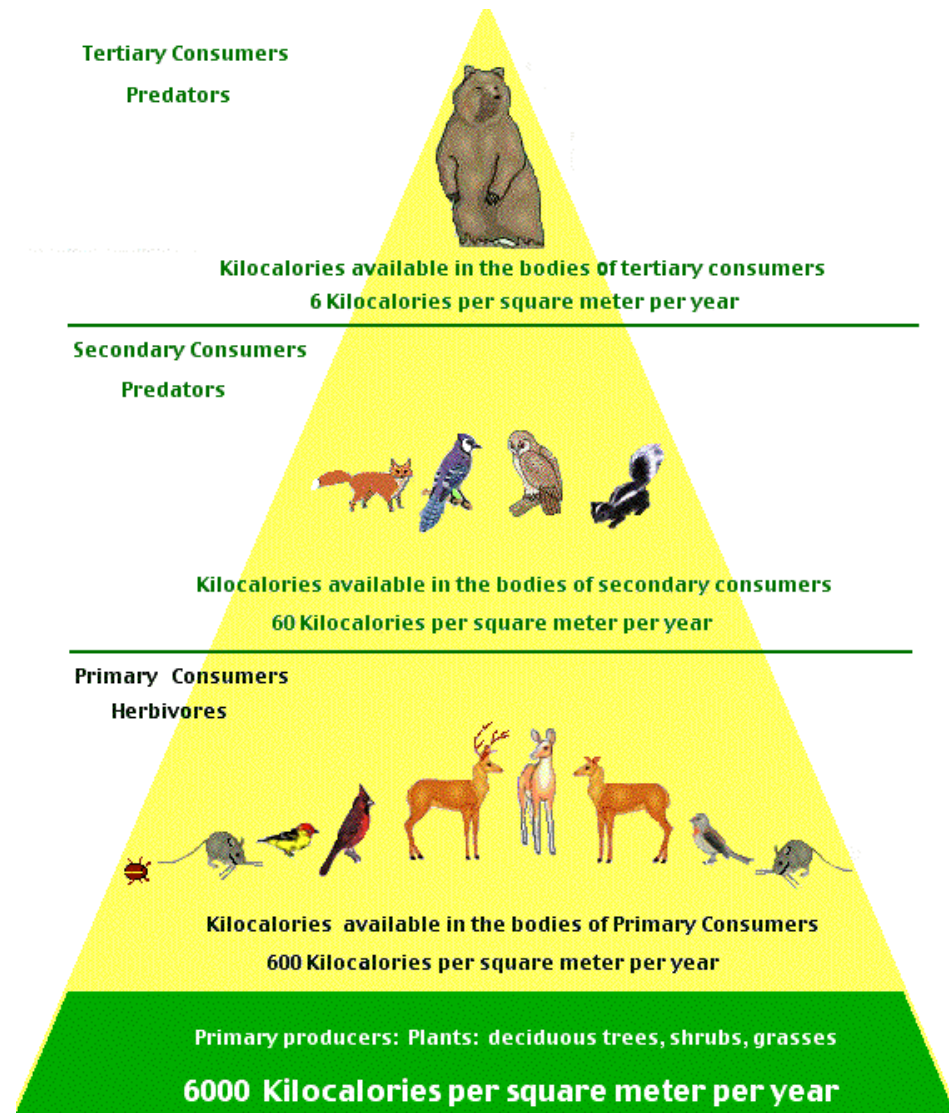 Tertiary Consumers
Predators
Kilocalories available in the bodies of tertiary consumers
6 Kilocalories per square meter per year
Secondary Consumers
Predators
Kilocalories available in the bodies of secondary consumers
60 Kilocalories per square meter per year
Primary Consumers
Herbivores
Kilocalories available in the bodies of Primary Consumers
600 Kilocalories per square meter per year
Primary producers: Plants: deciduous trees, shrubs, grasses
6000 Kilocalories per square meter per year